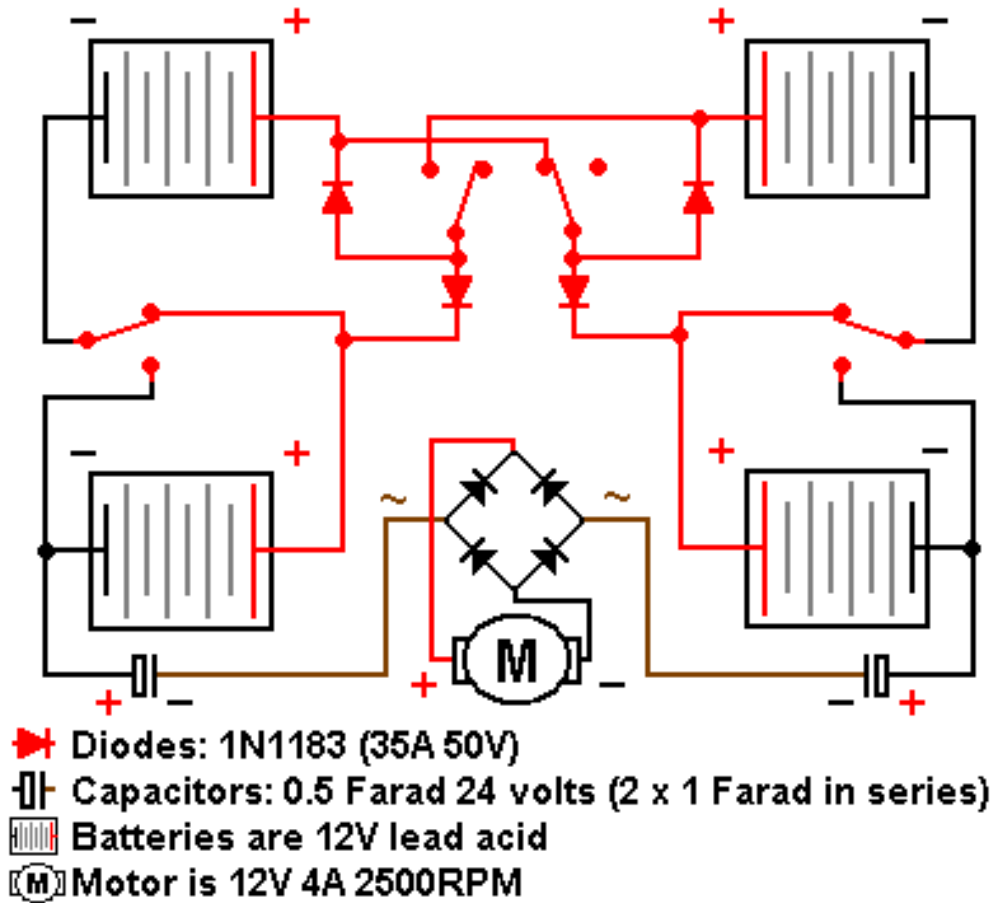 − + + −
− + + −
~ ~
M
+ − + − − +
Diodes: 1N1183 (35A 50V)
Capacitors: 0.5 Farad 24 volts (2 x 1 Farad in series)
Batteries are 12V lead acid
M Motor is 12V 4A 2500RPM